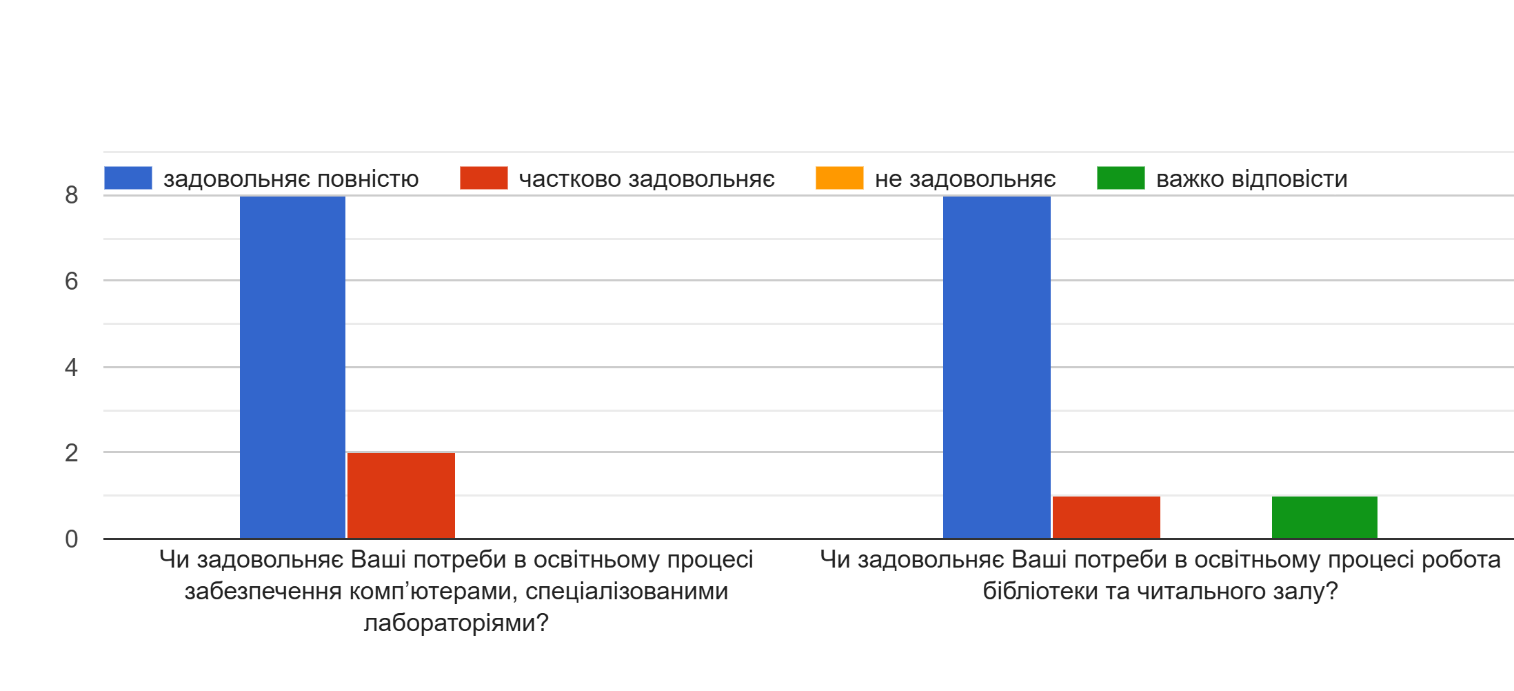 задовольняє повністю частково задовольняє не задовольняє важко відповісти
8
6
4
2
0
Чи задовольняє Ваші потреби в освітньому процесі
забезпечення комп’ютерами, спеціалізованими
лабораторіями?
Чи задовольняє Ваші потреби в освітньому процесі робота
бібліотеки та читального залу?